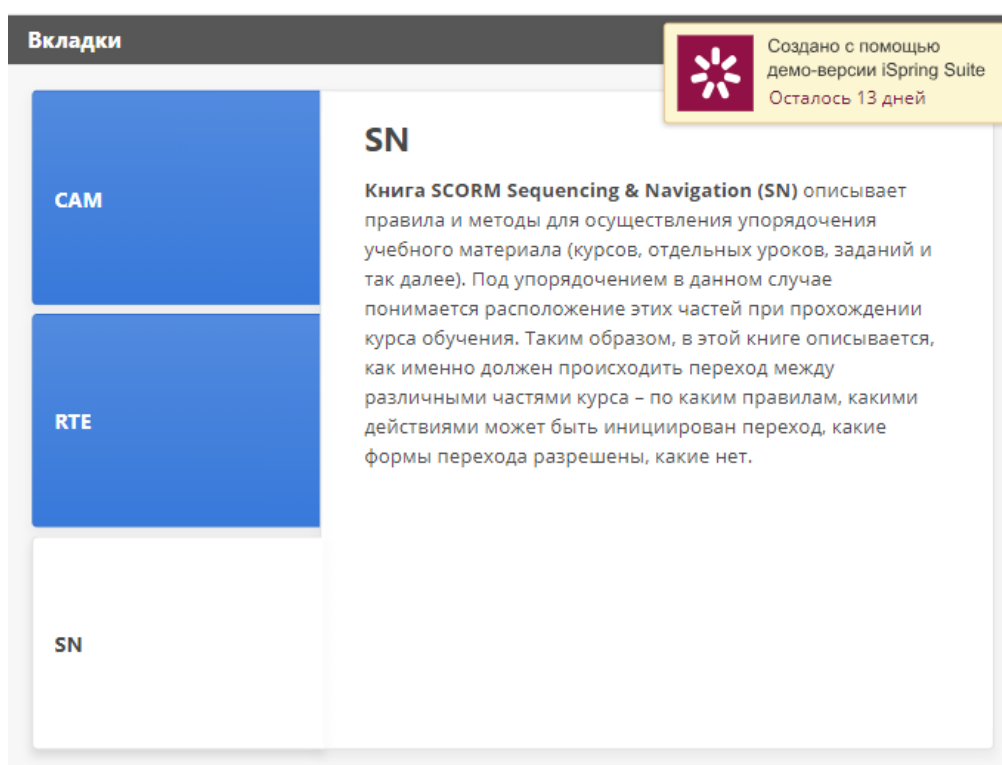 Вкладки
Создано с помощью
демо-версии iSpring Suite
Осталось 13 дней
CAM
RTE
SN
SN
Книга SCORM Sequencing & Navigation (SN) описывает
правила и методы для осуществления упорядочения
учебного материала (курсов, отдельных уроков, заданий и
так далее). Под упорядочением в данном случае
понимается расположение этих частей при прохождении
курса обучения. Таким образом, в этой книге описывается,
как именно должен происходить переход между
различными частями курса – по каким правилам, какими
действиями может быть инициирован переход, какие
формы перехода разрешены, какие нет.